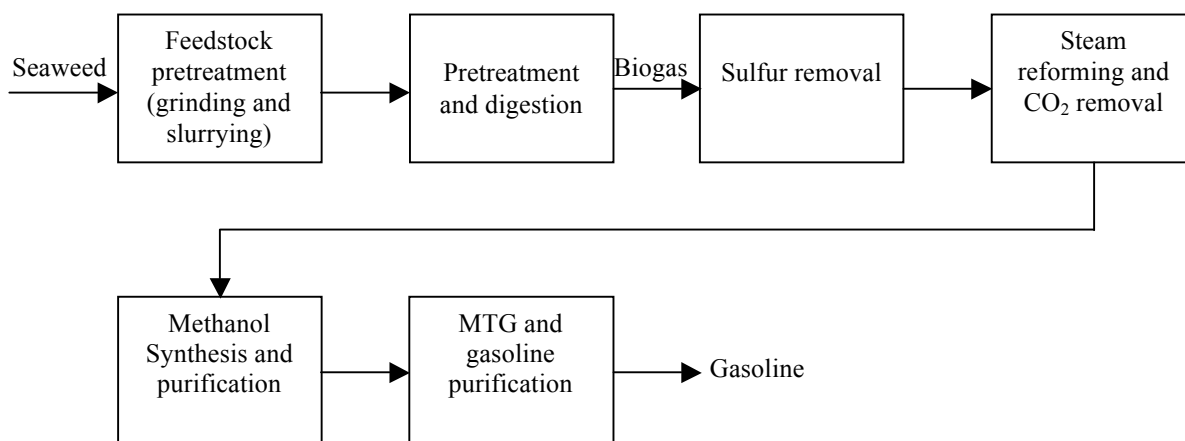 Seaweed
Feedstock
pretreatment
(grinding and
slurrying)
Pretreatment
and digestion
Biogas
Sulfur removal
Steam
reforming and
CO₂ removal
Methanol
Synthesis and
purification
MTG and
gasoline
purification
Gasoline